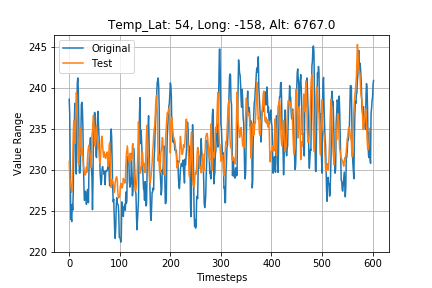 Temp_Lat: 54, Long: -158, Alt: 6767.0
Original
Test
Value Range
245
240
235
230
225
220
0 100 200 300 400 500 600
Timesteps